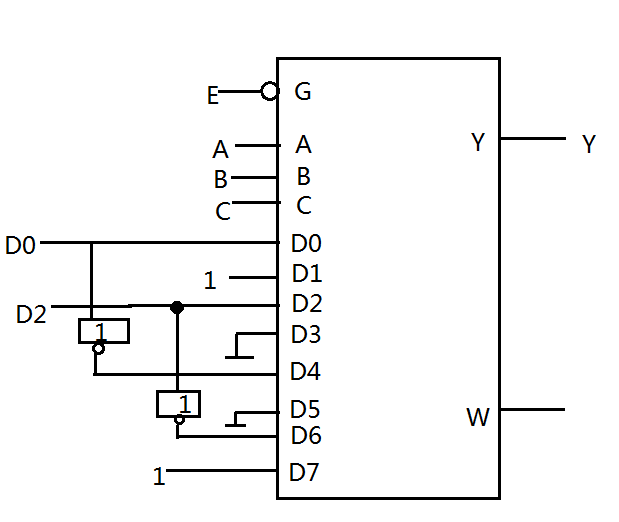 E G
A A Y Y
B B
C C
D0 D0
1 D1
D2 D2
1 D3
D4
1 D5
W
D6
1 D7